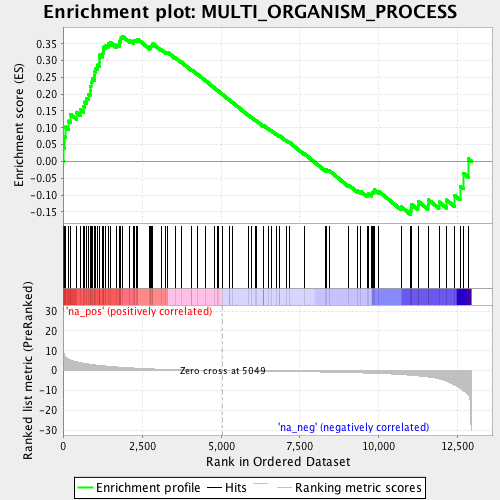 Enrichment plot: MULTI_ORGANISM_PROCESS
Enrichment score (ES)
0.35
0.30
0.25
0.20
0.15
0.10
0.05
0.00
-0.05
-0.10
-0.15
Ranked list metric (PreRanked)
30
20
10
0
-10
-20
-30
'na_pos' (positively correlated)
Zero cross at 5049
'na_neg' (negatively correlated)
0
2,500
5,000
7,500
10,000
12,500
Rank in Ordered Dataset
Enrichment profile
Hits
Ranking metric scores